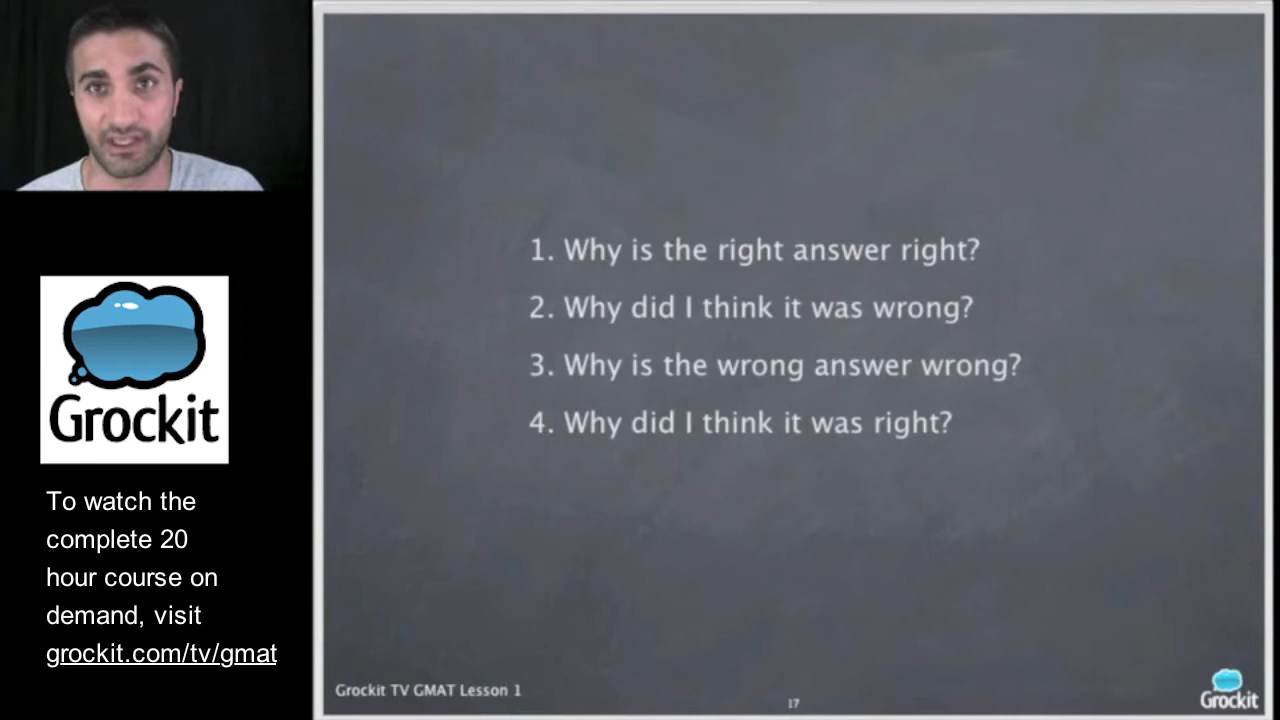 Grockit
To watch the
complete 20
hour course on
demand, visit
grockit.com/tv/gmat
1. Why is the right answer right?
2. Why did I think it was wrong?
3. Why is the wrong answer wrong?
4. Why did I think it was right?
Grockit TV GMAT Lesson 1
17
Grockit